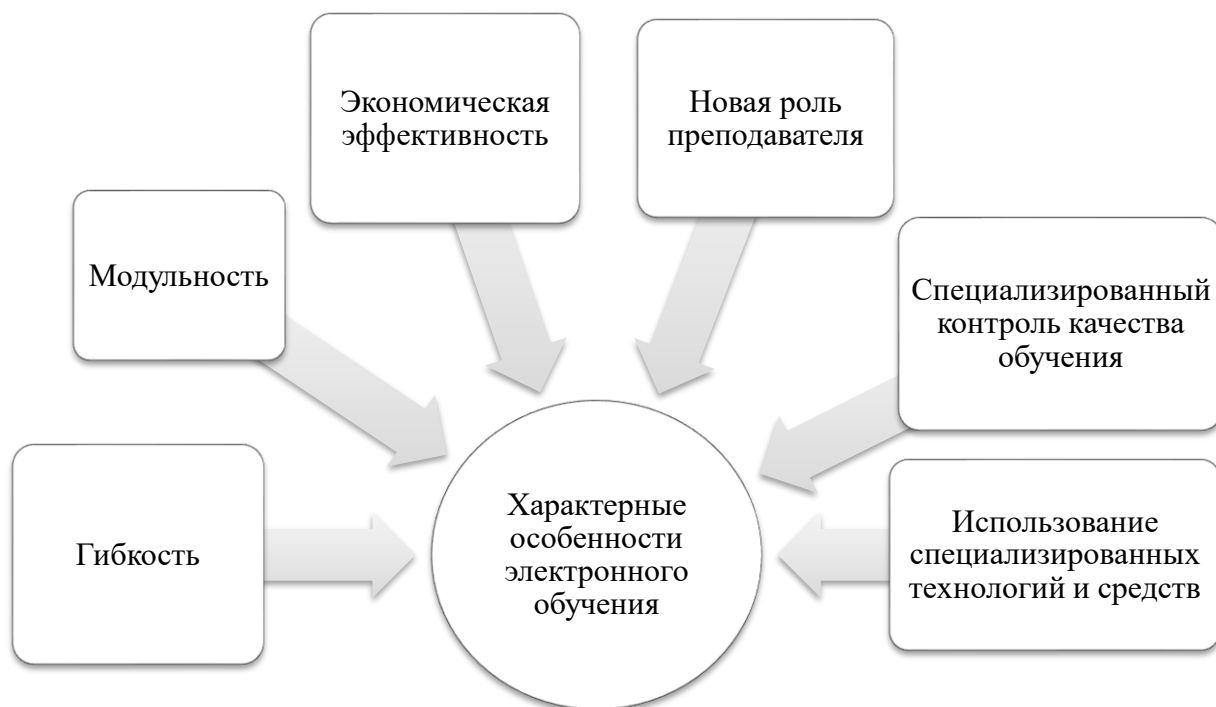 Экономическая
эффективность
Новая роль
преподавателя
Модульность
Специализированный
контроль качества
обучения
Гибкость
Характерные
особенности
электронного
обучения
Использование
специализированных
технологий и средств